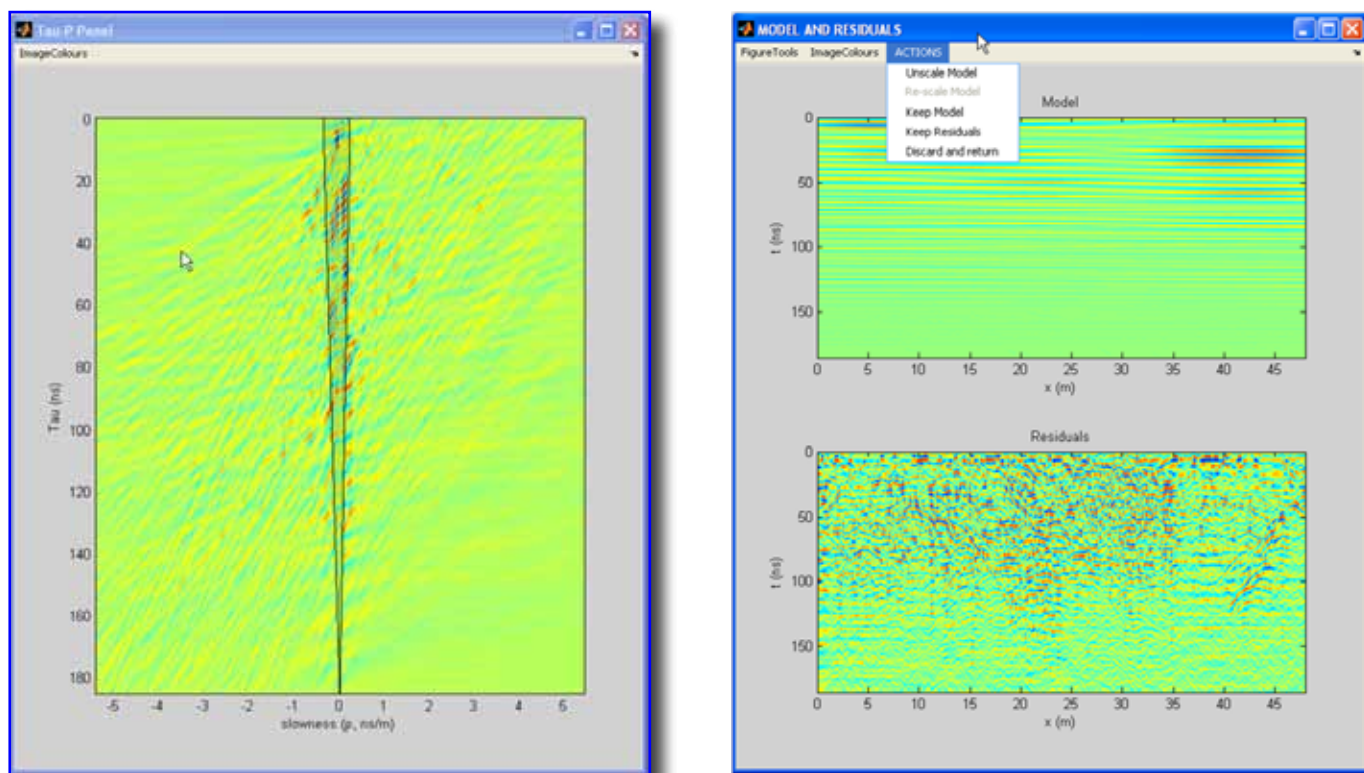 Tau-P Panel
ImageColours
0
20
40
60
80
100
120
140
160
180
Tau (ns)
-5 -4 -3 -2 -1 0 1 2 3 4 5
slowness (p, ns/m)
MODEL AND RESIDUALS
FigureTools ImageColours ACTIONS
Unscale Model
Re-scale Model
Keep Model
Keep Residuals
Discard and return
Model
0
50
100
150
t (ns)
0 5 10 15 20 25 30 35 40 45
x (m)
Residuals
0
50
100
150
t (ns)
0 5 10 15 20 25 30 35 40 45
x (m)